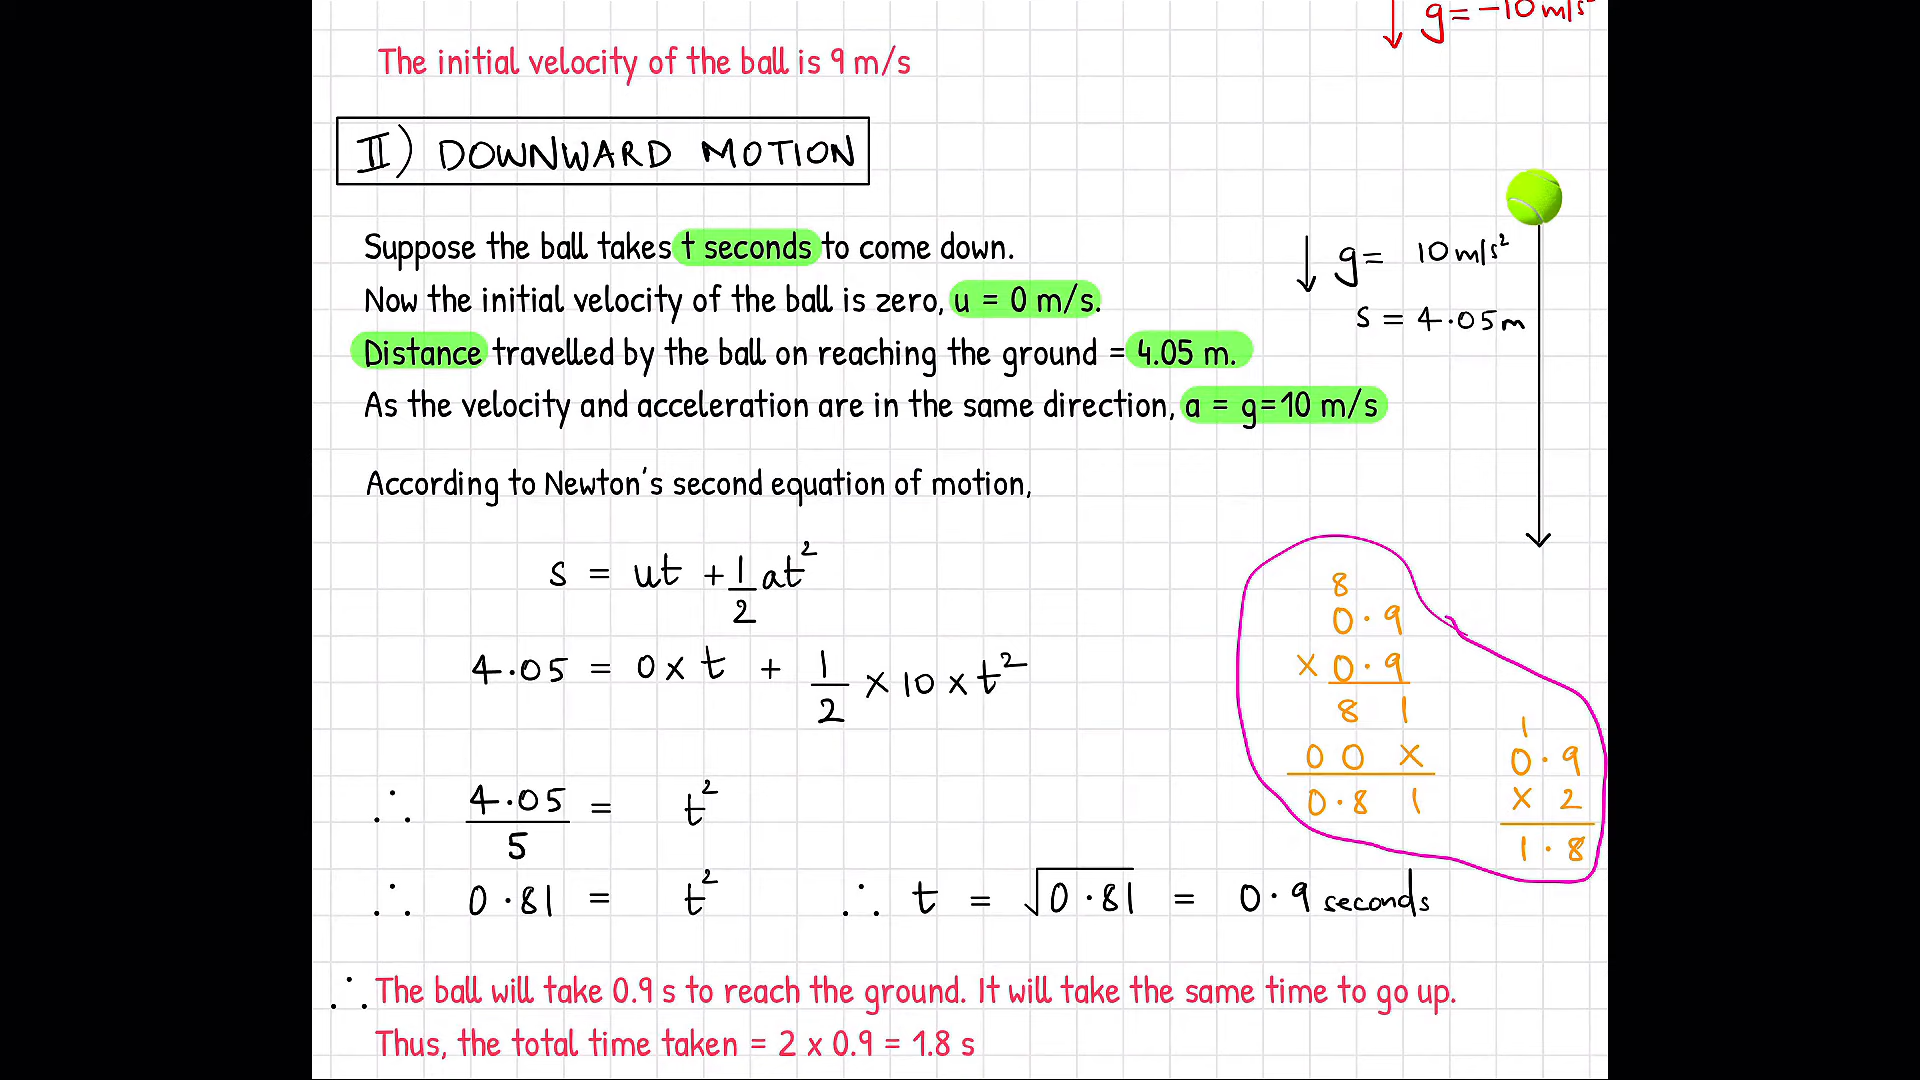 ↓ g = -10 m/s²
The initial velocity of the ball is 9 m/s
II) DOWNWARD MOTION
Suppose the ball takes t seconds to come down.
Now the initial velocity of the ball is zero, u = 0 m/s.
Distance travelled by the ball on reaching the ground = 4.05 m.
As the velocity and acceleration are in the same direction, a = g=10 m/s
↓ g = 10 m/s²
s = 4.05 m
According to Newton's second equation of motion,
s = ut + 1/2 at²
4.05 = 0 x t + 1/2 x 10 x t²
∴ 4.05/5 = t²
∴ 0.81 = t² ∴ t = √0.81 = 0.9 seconds
8
0.9
x 0.9
8 1
0 0 x
0.8 1
1
0.9
x 2
1.8
∴ The ball will take 0.9 s to reach the ground. It will take the same time to go up.
Thus, the total time taken = 2 x 0.9 = 1.8 s